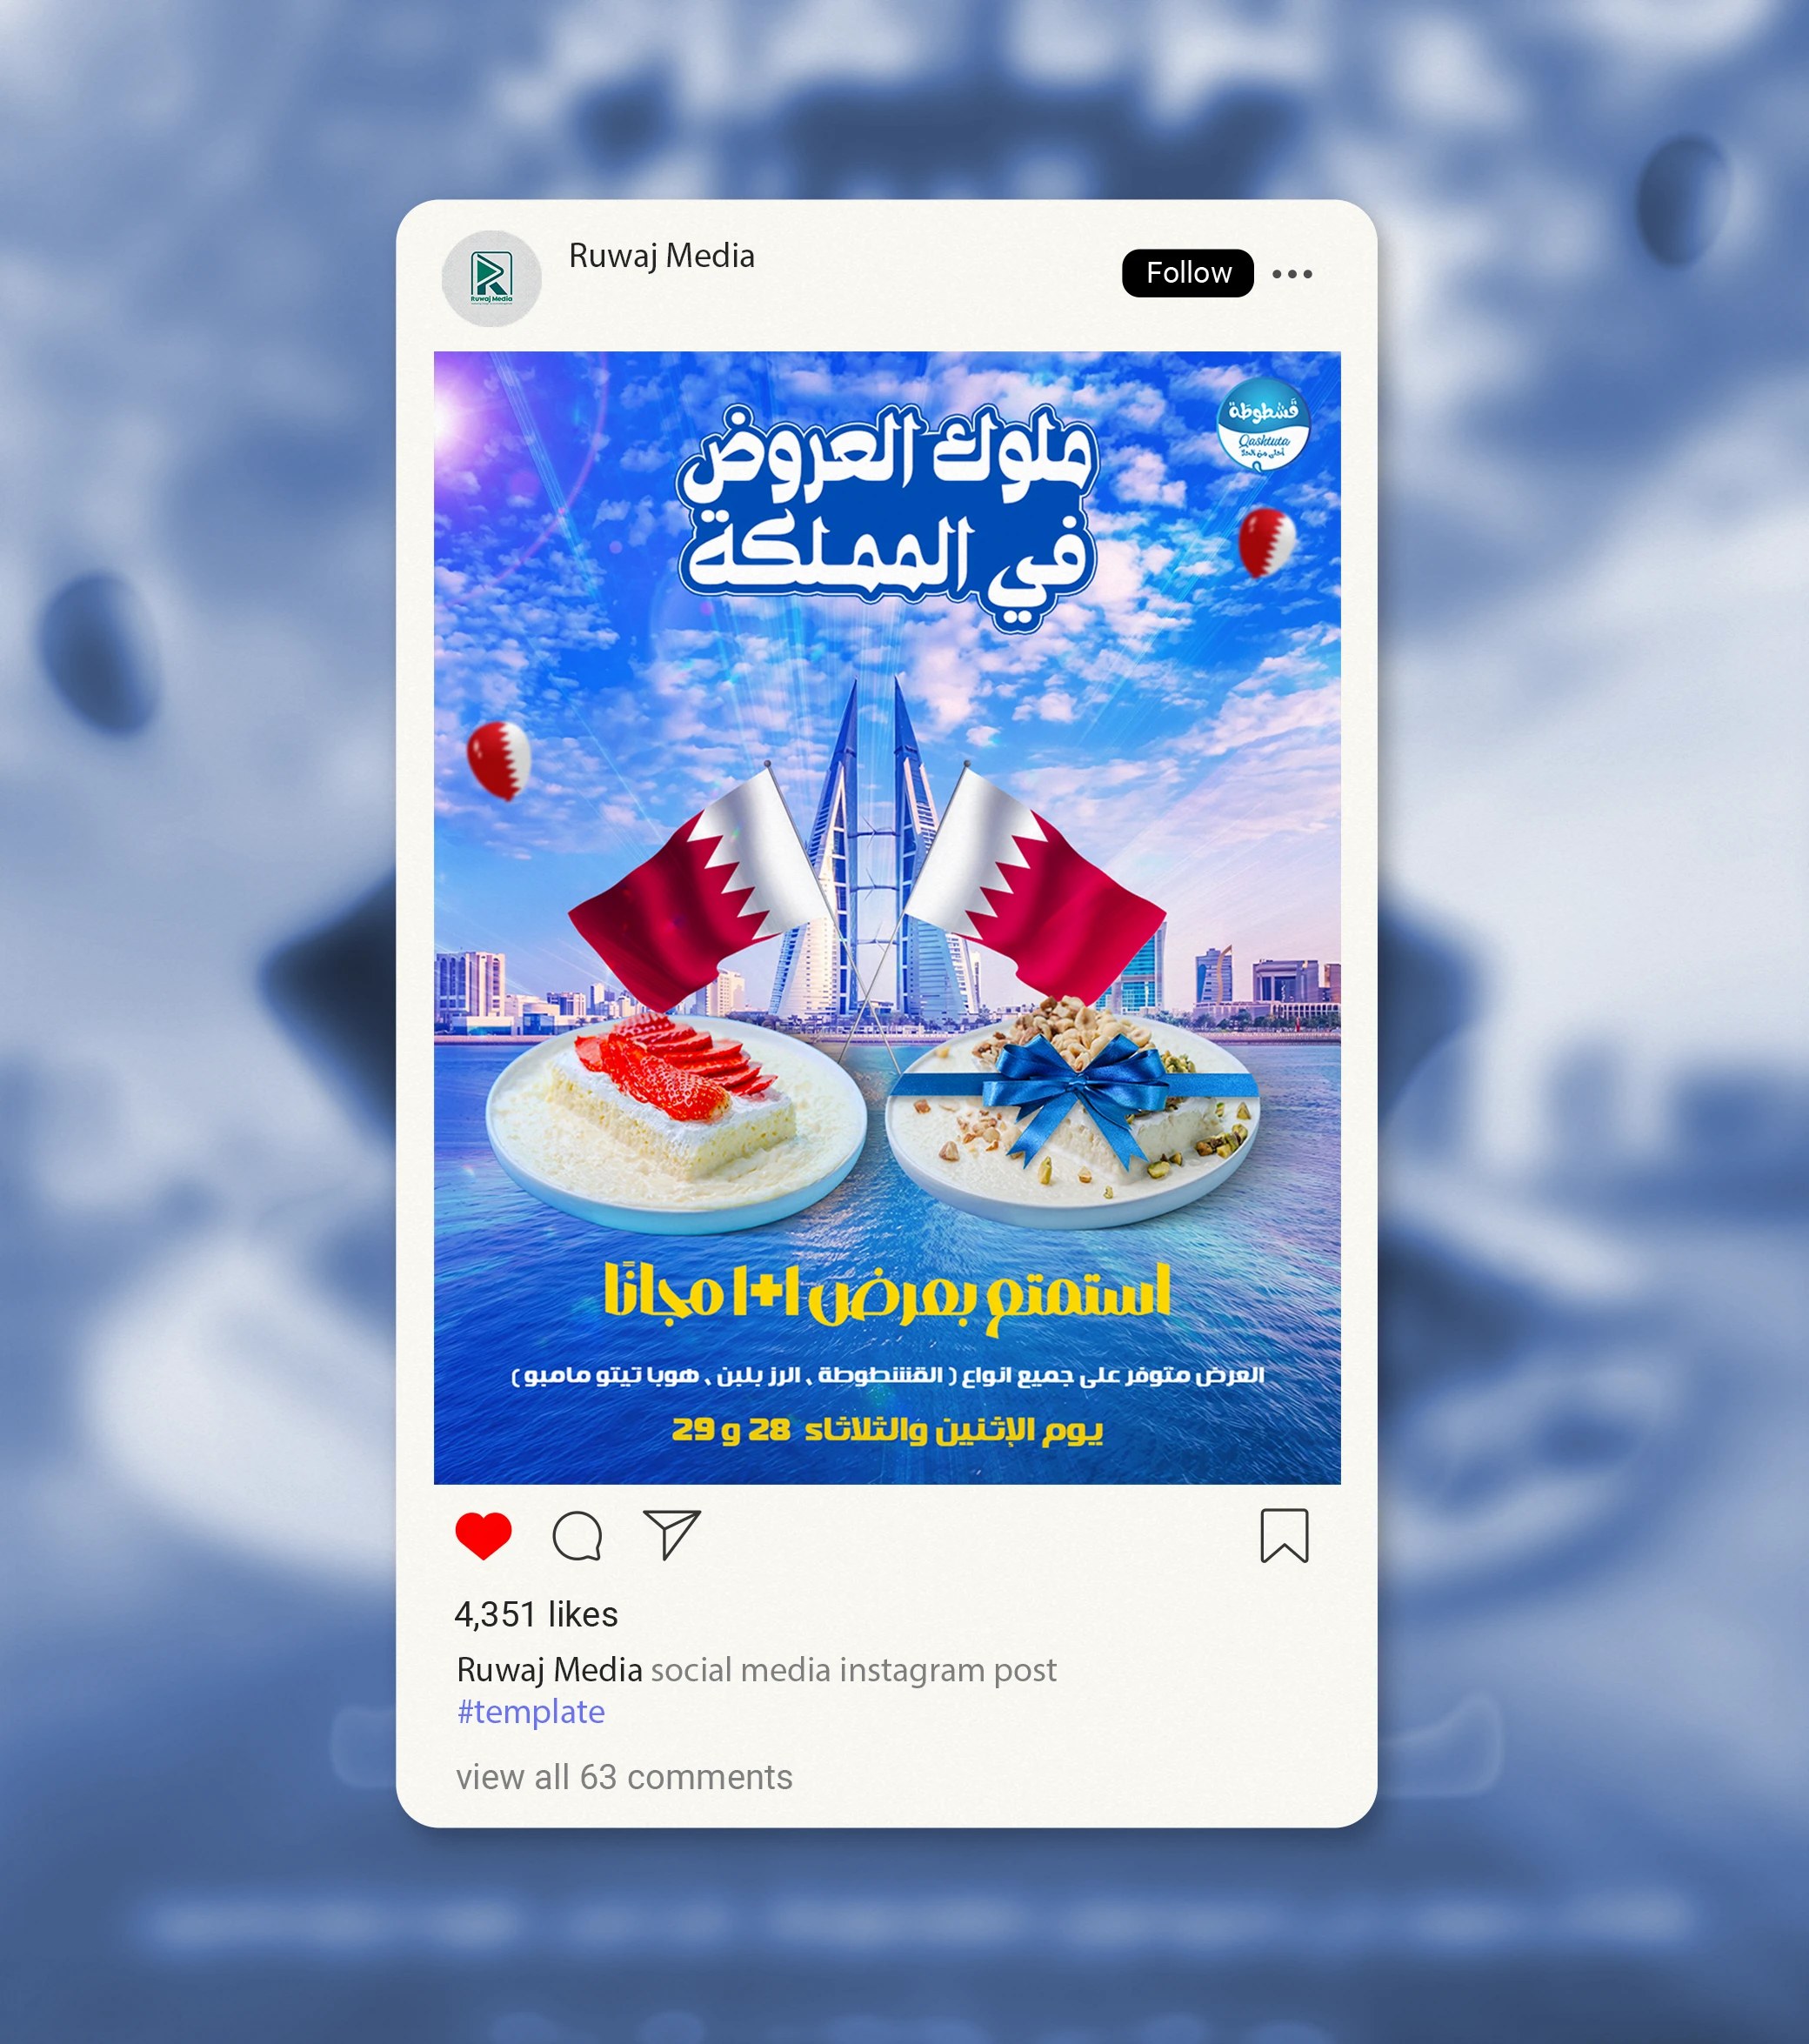 Ruwaj Media
Ruwaj Media
Follow
قشطوطة
Qashtuta
ملوك العروض
في المملكة
استمتع بعرض 1+1 مجانًا
العرض متوفر على جميع انواع ( القشطوطة ، الرز بلبن ، هوبا تيتو مامبو )
يوم الإثنين والثلاثاء 28 و 29
4,351 likes
Ruwaj Media social media instagram post
#template
view all 63 comments